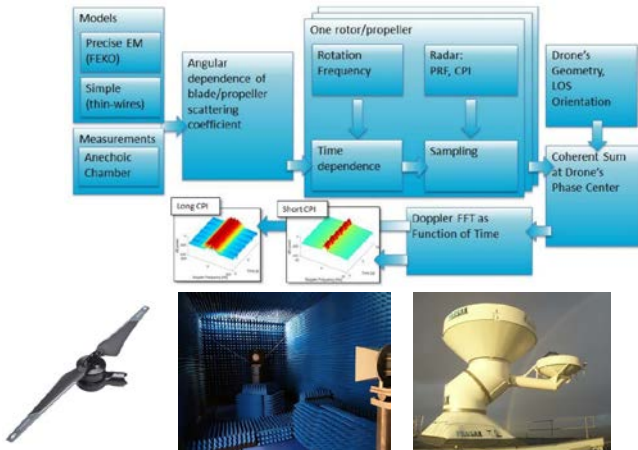 Models
Precise EM
(FEKO)
Simple
(thin-wires)
Measurements
Anechoic
Chamber
Angular
dependence of
blade/propeller
scattering
coefficient
One rotor/propeller
Rotation
Frequency
Radar:
PRF, CPI
Time
dependence
Sampling
Drone's
Geometry,
LOS
Orientation
Coherent Sum
at Drone's
Phase Center
Doppler FFT as
Function of Time
Short CPI
Long CPI